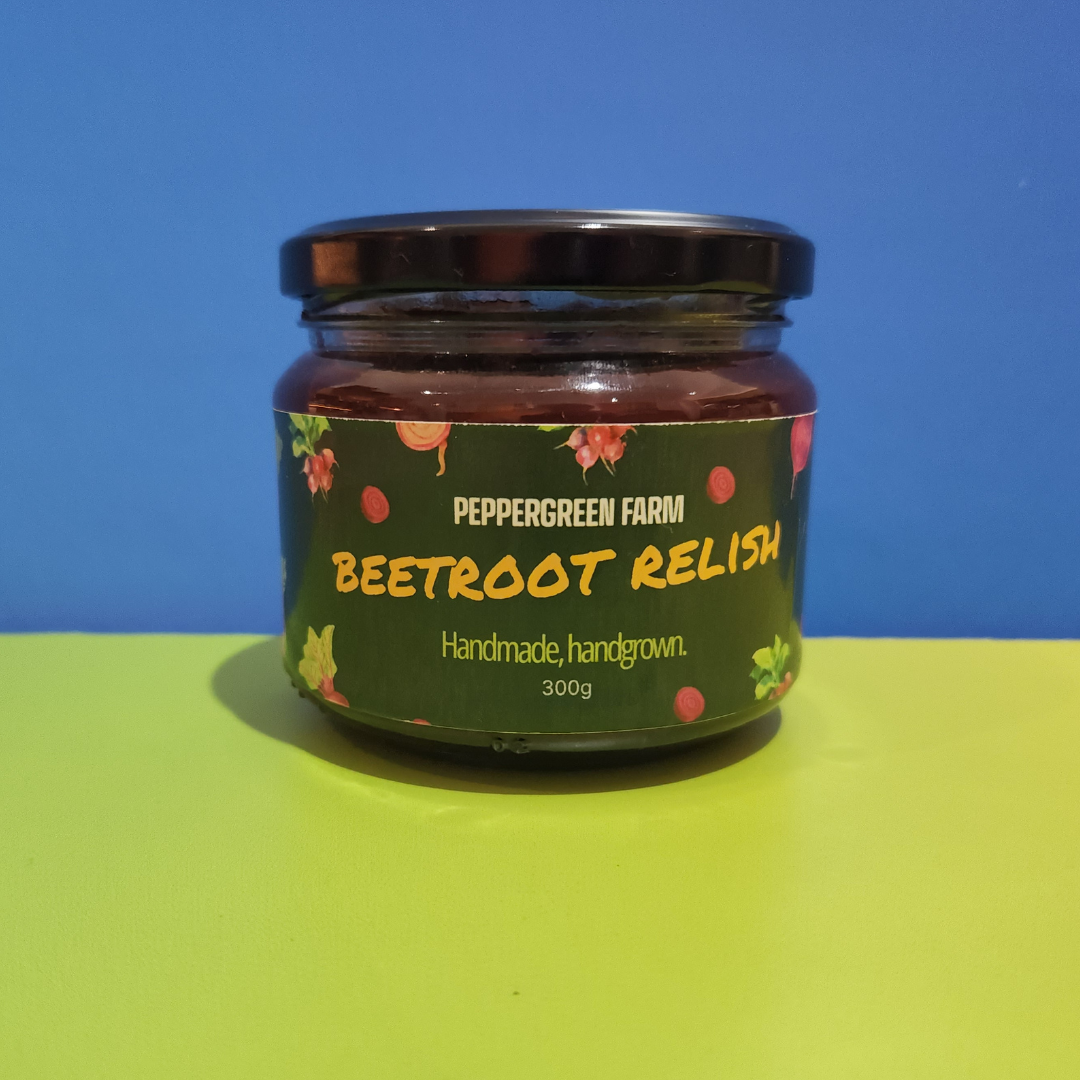 PEPPERGREEN FARM
BEETROOT RELISH
Handmade, handgrown.
300g